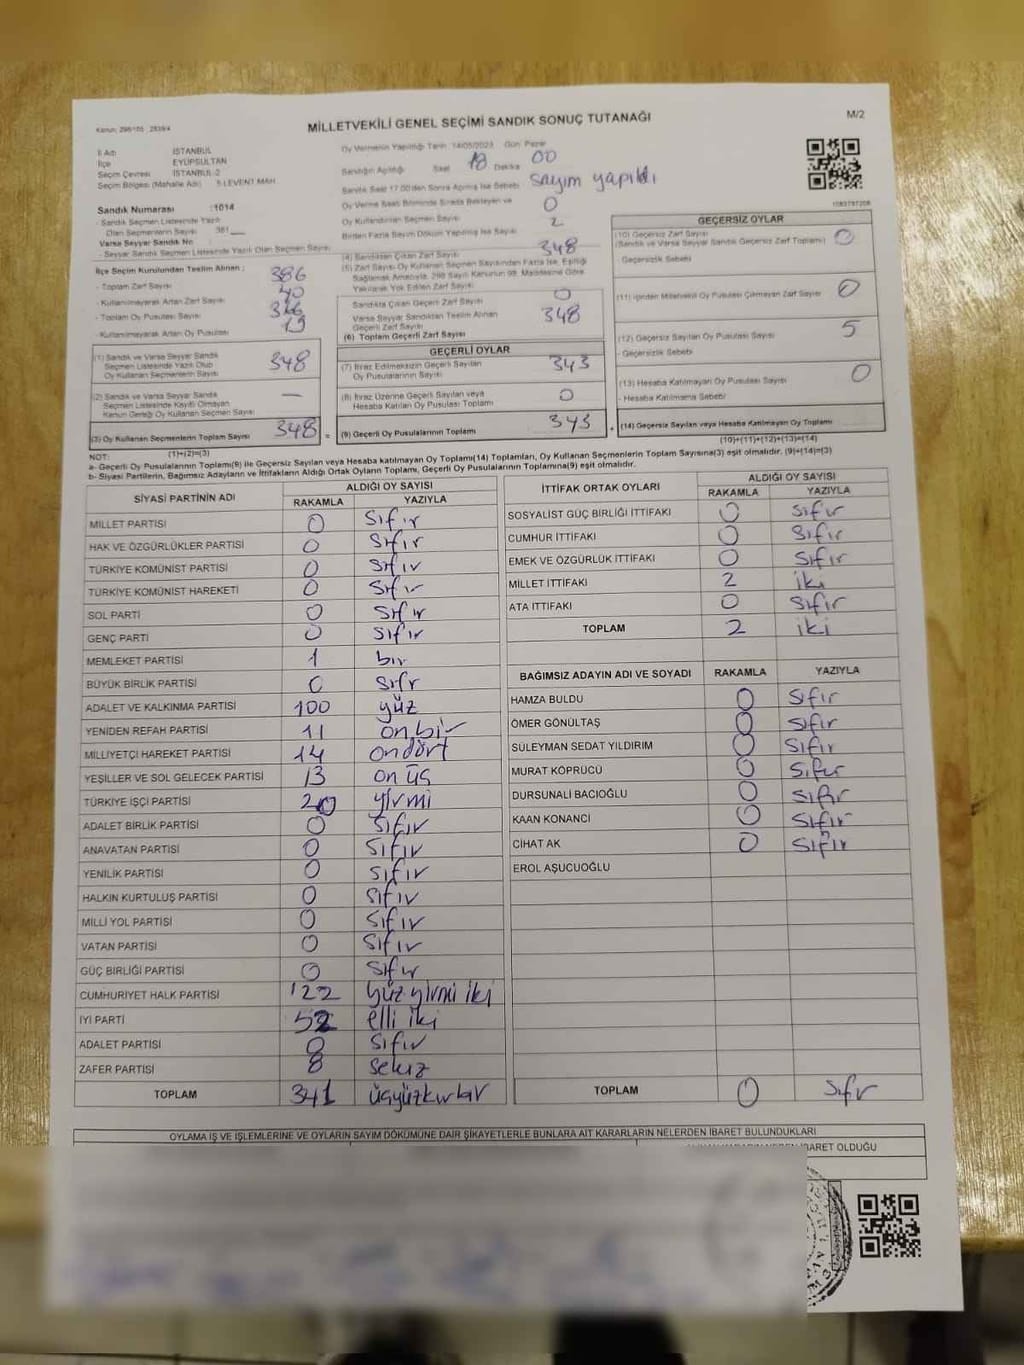 Kanun: 298/105 2839/4
MİLLETVEKİLİ GENEL SEÇİMİ SANDIK SONUÇ TUTANAĞI
M/2
İl Adı İSTANBUL
İlçe EYÜPSULTAN
Seçim Çevresi İSTANBUL-2
Seçim Bölgesi (Mahalle Adı) 5.LEVENT MAH.
Sandık Numarası :1014
- Sandık Seçmen Listesinde Yazılı
Olan Seçmenlerin Sayısı 381
Varsa Seyyar Sandık No
- Seyyar Sandık Seçmen Listesinde Yazılı Olan Seçmen Sayısı
İlçe Seçim Kurulundan Teslim Alınan ;
- Toplam Zarf Sayısı 386
- Kullanılmayarak Artan Zarf Sayısı 40
- Toplam Oy Pusulası Sayısı
- Kullanılmayarak Artan Oy Pusulası 19
(1) Sandık ve Varsa Seyyar Sandık
Seçmen Listesinde Yazılı Olup
Oy Kullanan Seçmenlerin Sayısı 348
(2) Sandık ve Varsa Seyyar Sandık
Seçmen Listesinde Kayıtlı Olmayan
Kanun Gereği Oy Kullanan Seçmen Sayısı —
(3) Oy Kullanan Seçmenlerin Toplam Sayısı 348
(1)+(2)=(3)
Oy Vermenin Yapıldığı Tarih 14/05/2023 Gün Pazar
Sandığın Açıldığı Saat 18 Dakika 00
Sandık Saat 17.00'den Sonra Açılmış İse Sebebi sayım yapıldı
Oy Verme Saati Bitiminde Sırada Bekleyen ve
Oy Kullandırılan Seçmen Sayısı 0
Birden Fazla Sayım Döküm Yapılmış İse Sayısı 2
(4) Sandıktan Çıkan Zarf Sayısı 348
(5) Zarf Sayısı Oy Kullanan Seçmen Sayısından Fazla İse, Eşitliği
Sağlamak Amacıyla, 298 Sayılı Kanunun 98. Maddesine Göre
Yakılarak Yok Edilen Zarf Sayısı 0
Sandıkta Çıkan Geçerli Zarf Sayısı 348
Varsa Seyyar Sandıktan Teslim Alınan
Geçerli Zarf Sayısı
(6) Toplam Geçerli Zarf Sayısı
GEÇERLİ OYLAR
(7) İtiraz Edilmeksizin Geçerli Sayılan
Oy Pusulalarının Sayısı 343
(8) İtiraz Üzerine Geçerli Sayılan veya
Hesaba Katılan Oy Pusulası Toplamı 0
(9) Geçerli Oy Pusulalarının Toplamı 343
GEÇERSİZ OYLAR
(10) Geçersiz Zarf Sayısı
(Sandık ve Varsa Seyyar Sandık Geçersiz Zarf Toplamı) 0
- Geçersizlik Sebebi
(11) İçinden Milletvekili Oy Pusulası Çıkmayan Zarf Sayısı 0
(12) Geçersiz Sayılan Oy Pusulası Sayısı 5
- Geçersizlik Sebebi
(13) Hesaba Katılmayan Oy Pusulası Sayısı 0
- Hesaba Katılmama Sebebi
(14) Geçersiz Sayılan veya Hesaba Katılmayan Oy Toplamı
(10)+(11)+(12)+(13)=(14)
NOT:
a- Geçerli Oy Pusulalarının Toplamı(9) ile Geçersiz Sayılan veya Hesaba Katılmayan Oy Toplamı(14) Toplamları, Oy Kullanan Seçmenlerin Toplam Sayısına(3) eşit olmalıdır. (9)+(14)=(3)
b- Siyasi Partilerin, Bağımsız Adayların ve İttifakların Aldığı Ortak Oyların Toplamı, Geçerli Oy Pusulalarının Toplamına(9) eşit olmalıdır.
SİYASİ PARTİNİN ADI ALDIĞI OY SAYISI
RAKAMLA YAZIYLA
MİLLET PARTİSİ 0 sıfır
HAK VE ÖZGÜRLÜKLER PARTİSİ 0 sıfır
TÜRKİYE KOMÜNİST PARTİSİ 0 sıfır
TÜRKİYE KOMÜNİST HAREKETİ 0 sıfır
SOL PARTİ 0 sıfır
GENÇ PARTİ 0 sıfır
MEMLEKET PARTİSİ 1 bir
BÜYÜK BİRLİK PARTİSİ 0 sıfır
ADALET VE KALKINMA PARTİSİ 100 yüz
YENİDEN REFAH PARTİSİ 11 onbir
MİLLİYETÇİ HAREKET PARTİSİ 14 ondört
YEŞİLLER VE SOL GELECEK PARTİSİ 13 on üç
TÜRKİYE İŞÇİ PARTİSİ 20 yirmi
ADALET BİRLİK PARTİSİ 0 sıfır
ANAVATAN PARTİSİ 0 sıfır
YENİLİK PARTİSİ 0 sıfır
HALKIN KURTULUŞ PARTİSİ 0 sıfır
MİLLİ YOL PARTİSİ 0 sıfır
VATAN PARTİSİ 0 sıfır
GÜÇ BİRLİĞİ PARTİSİ 0 sıfır
CUMHURİYET HALK PARTİSİ 122 yüz yirmi iki
İYİ PARTİ 52 elli iki
ADALET PARTİSİ 0 sıfır
ZAFER PARTİSİ 8 sekiz
TOPLAM 341 üçyüzkırkbir
İTTİFAK ORTAK OYLARI ALDIĞI OY SAYISI
RAKAMLA YAZIYLA
SOSYALİST GÜÇ BİRLİĞİ İTTİFAKI 0 sıfır
CUMHUR İTTİFAKI 0 sıfır
EMEK VE ÖZGÜRLÜK İTTİFAKI 0 sıfır
MİLLET İTTİFAKI 2 iki
ATA İTTİFAKI 0 sıfır
TOPLAM 2 iki
BAĞIMSIZ ADAYIN ADI VE SOYADI RAKAMLA YAZIYLA
HAMZA BULDU 0 sıfır
ÖMER GÖNÜLTAŞ 0 sıfır
SÜLEYMAN SEDAT YILDIRIM 0 sıfır
MURAT KÖPRÜCÜ 0 sıfır
DURSUNALİ BACIOĞLU 0 sıfır
KAAN KONANCI 0 sıfır
CİHAT AK 0 sıfır
EROL AŞUCUOĞLU
TOPLAM 0 sıfır
OYLAMA İŞ VE İŞLEMLERİNE VE OYLARIN SAYIM DÖKÜMÜNE DAİR ŞİKAYETLERLE BUNLARA AİT KARARLARIN NELERDEN İBARET BULUNDUKLARI
İBARET OLDUĞU